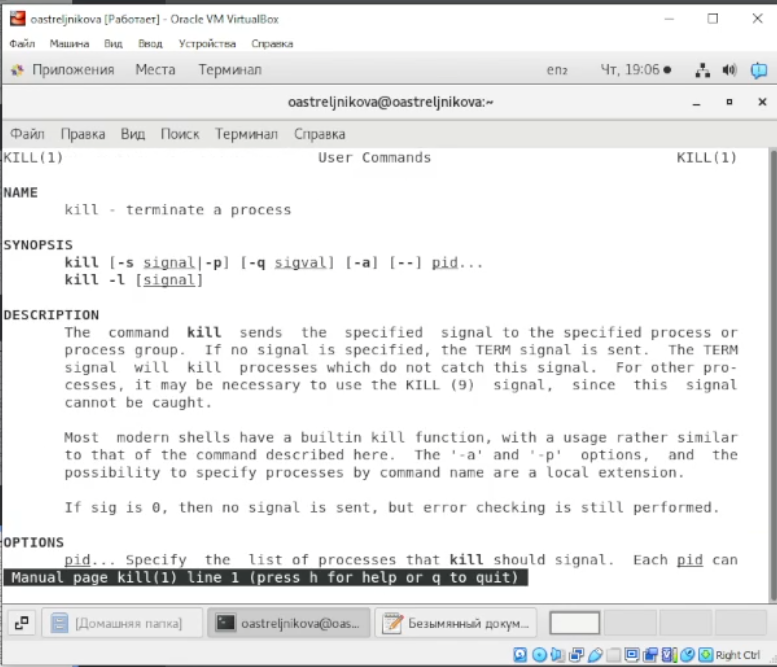 oastreljnikova [Работает] - Oracle VM VirtualBox
Файл Машина Вид Ввод Устройства Справка
Приложения Места Терминал en₂ Чт, 19:06
oastreljnikova@oastreljnikova:~
Файл Правка Вид Поиск Терминал Справка
KILL(1) User Commands KILL(1)
NAME
kill - terminate a process
SYNOPSIS
kill [-s signal|-p] [-q sigval] [-a] [--] pid...
kill -l [signal]
DESCRIPTION
The command kill sends the specified signal to the specified process or
process group. If no signal is specified, the TERM signal is sent. The TERM
signal will kill processes which do not catch this signal. For other pro-
cesses, it may be necessary to use the KILL (9) signal, since this signal
cannot be caught.
Most modern shells have a builtin kill function, with a usage rather similar
to that of the command described here. The '-a' and '-p' options, and the
possibility to specify processes by command name are a local extension.
If sig is 0, then no signal is sent, but error checking is still performed.
OPTIONS
pid... Specify the list of processes that kill should signal. Each pid can
Manual page kill(1) line 1 (press h for help or q to quit)
[Домашняя папка] oastreljnikova@oas... Безымянный докум...
Right Ctrl